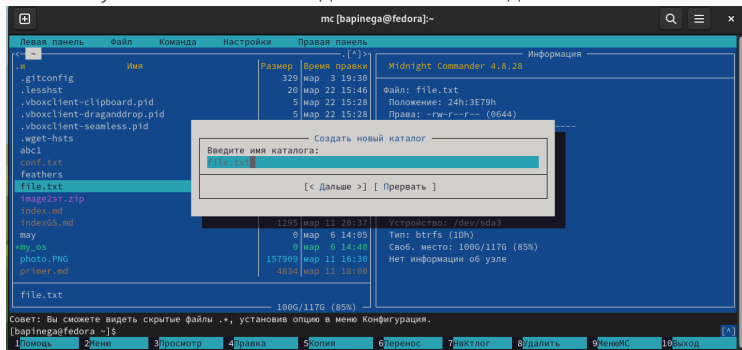 mc [bapinega@fedora]:~
Левая панель Файл Команда Настройки Правая панель
<- ~ .[^]>
.и Имя Размер Время правки
.gitconfig 329 мар 3 19:30
.lesshst 20 мар 22 15:46
.vboxclient-clipboard.pid 5 мар 22 15:28
.vboxclient-draganddrop.pid 5 мар 22 15:28
.vboxclient-seamless.pid
.wget-hsts
abc1
conf.txt
feathers
file.txt
image2эт.zip
index.md
indexGS.md 1295 мар 11 20:37
may 0 мар 6 14:05
*my_os 0 мар 6 14:40
photo.PNG 157909 мар 11 16:30
primer.md 4834 мар 11 18:00
file.txt
100G/117G (85%)
Информация
Midnight Commander 4.8.28
Файл: file.txt
Положение: 24h:3E79h
Права: -rw-r--r-- (0644)
Устройство: /dev/sda3
Тип: btrfs (1Dh)
Своб. место: 100G/117G (85%)
Нет информации об узле
Создать новый каталог
Введите имя каталога:
file.txt
[< Дальше >] [ Прервать ]
Совет: Вы сможете видеть скрытые файлы .*, установив опцию в меню Конфигурация.
[bapinega@fedora ~]$ [^]
1Помощь 2Меню 3Просмотр 4Правка 5Копия 6Перенос 7НвКтлог 8Удалить 9МенюМС 10Выход